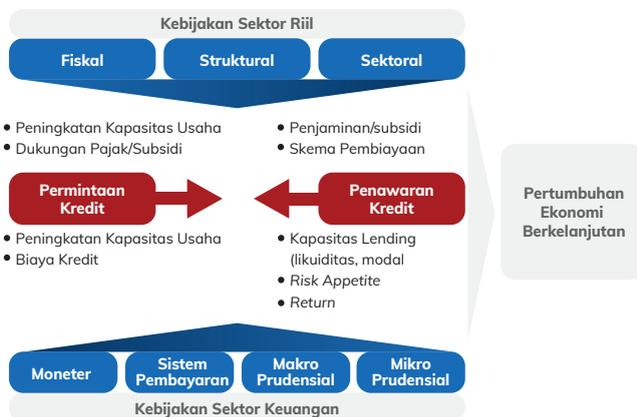 Kebijakan Sektor Riil
Fiskal
Struktural
Sektoral
• Peningkatan Kapasitas Usaha
• Dukungan Pajak/Subsidi
• Penjaminan/subsidi
• Skema Pembiayaan
Permintaan
Kredit
Penawaran
Kredit
• Peningkatan Kapasitas Usaha
• Biaya Kredit
• Kapasitas Lending
(likuiditas, modal
• Risk Appetite
• Return
Pertumbuhan
Ekonomi
Berkelanjutan
Moneter
Sistem
Pembayaran
Makro
Prudensial
Mikro
Prudensial
Kebijakan Sektor Keuangan